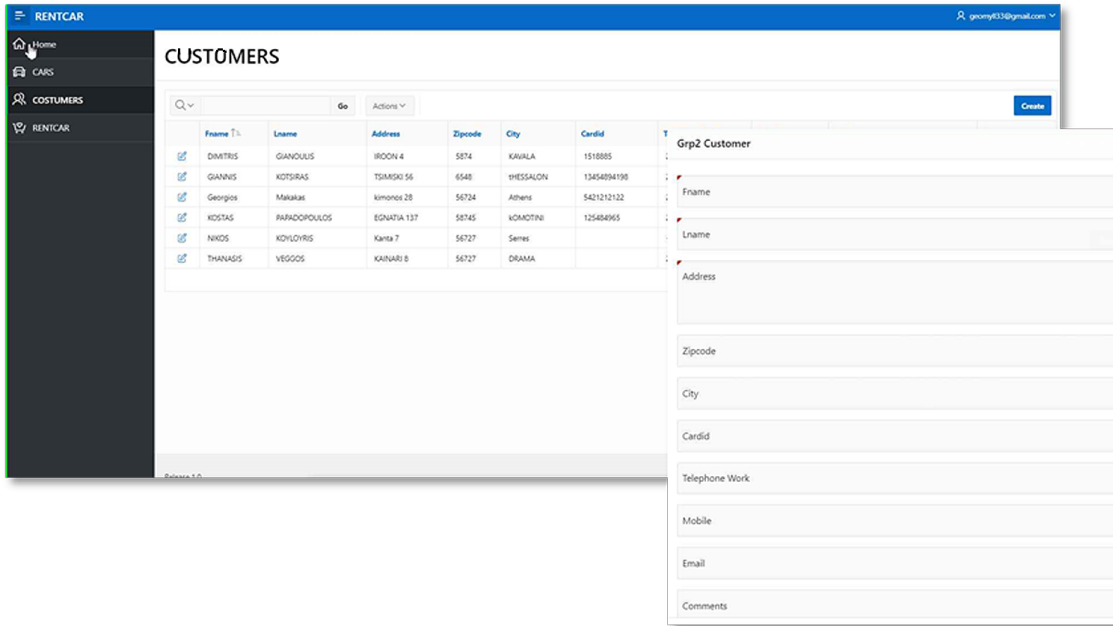 RENTCAR geomyll33@gmail.com
Home
CARS
COSTUMERS
RENTCAR
CUSTOMERS
Go Actions Create
Fname Lname Address Zipcode City Cardid T
DIMITRIS GIANOULIS IROON 4 5874 KAVALA 1518885
GIANNIS KOTSIRAS TSIMISKI 56 6548 tHESSALON 13454894198
Georgios Makakas kimonos 28 56724 Athens 5421212122
KOSTAS PAPADOPOULOS EGNATIA 137 58745 kOMOTINI 125484965
NIKOS KOYLOYRIS Kanta 7 56727 Serres
THANASIS VEGGOS KAINARI 8 56727 DRAMA
Release 1.0
Grp2 Customer
Fname
Lname
Address
Zipcode
City
Cardid
Telephone Work
Mobile
Email
Comments